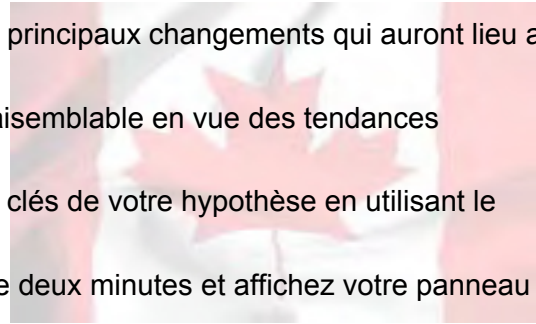 principaux changements qui auront lieu a
isemblable en vue des tendances
clés de votre hypothèse en utilisant le
e deux minutes et affichez votre panneau